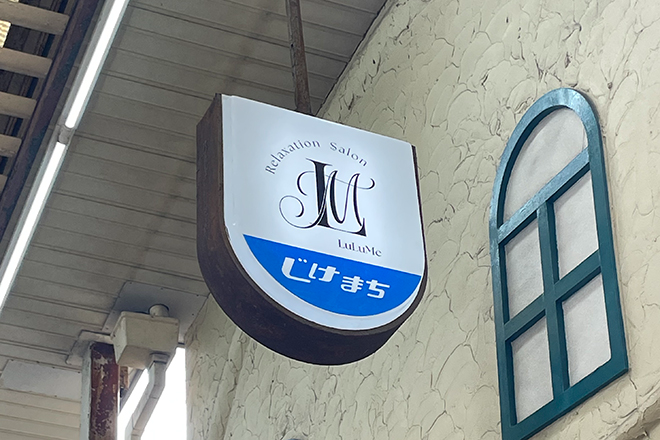 Relaxation Salon
LM
LuLuMe
じけまち